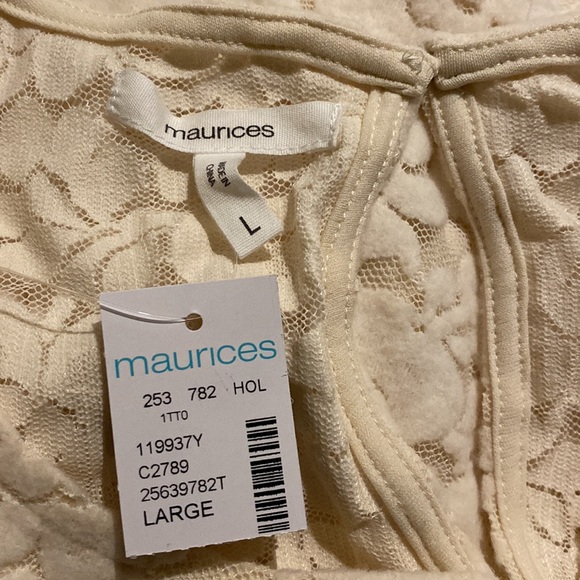 maurices
MADE IN
CHINA
L
maurices
253 782 HOL
1TT0
119937Y
C2789
25639782T
LARGE